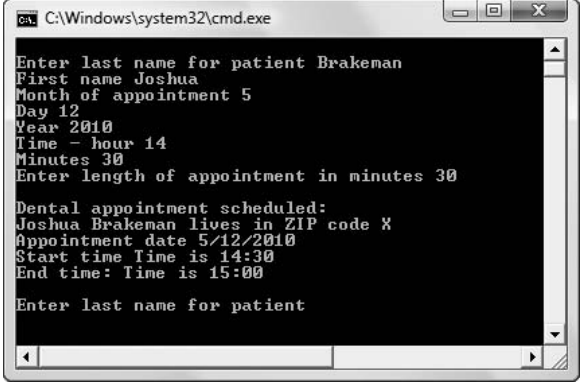 C:\Windows\system32\cmd.exe
Enter last name for patient Brakeman
First name Joshua
Month of appointment 5
Day 12
Year 2010
Time - hour 14
Minutes 30
Enter length of appointment in minutes 30
Dental appointment scheduled:
Joshua Brakeman lives in ZIP code X
Appointment date 5/12/2010
Start time Time is 14:30
End time: Time is 15:00
Enter last name for patient